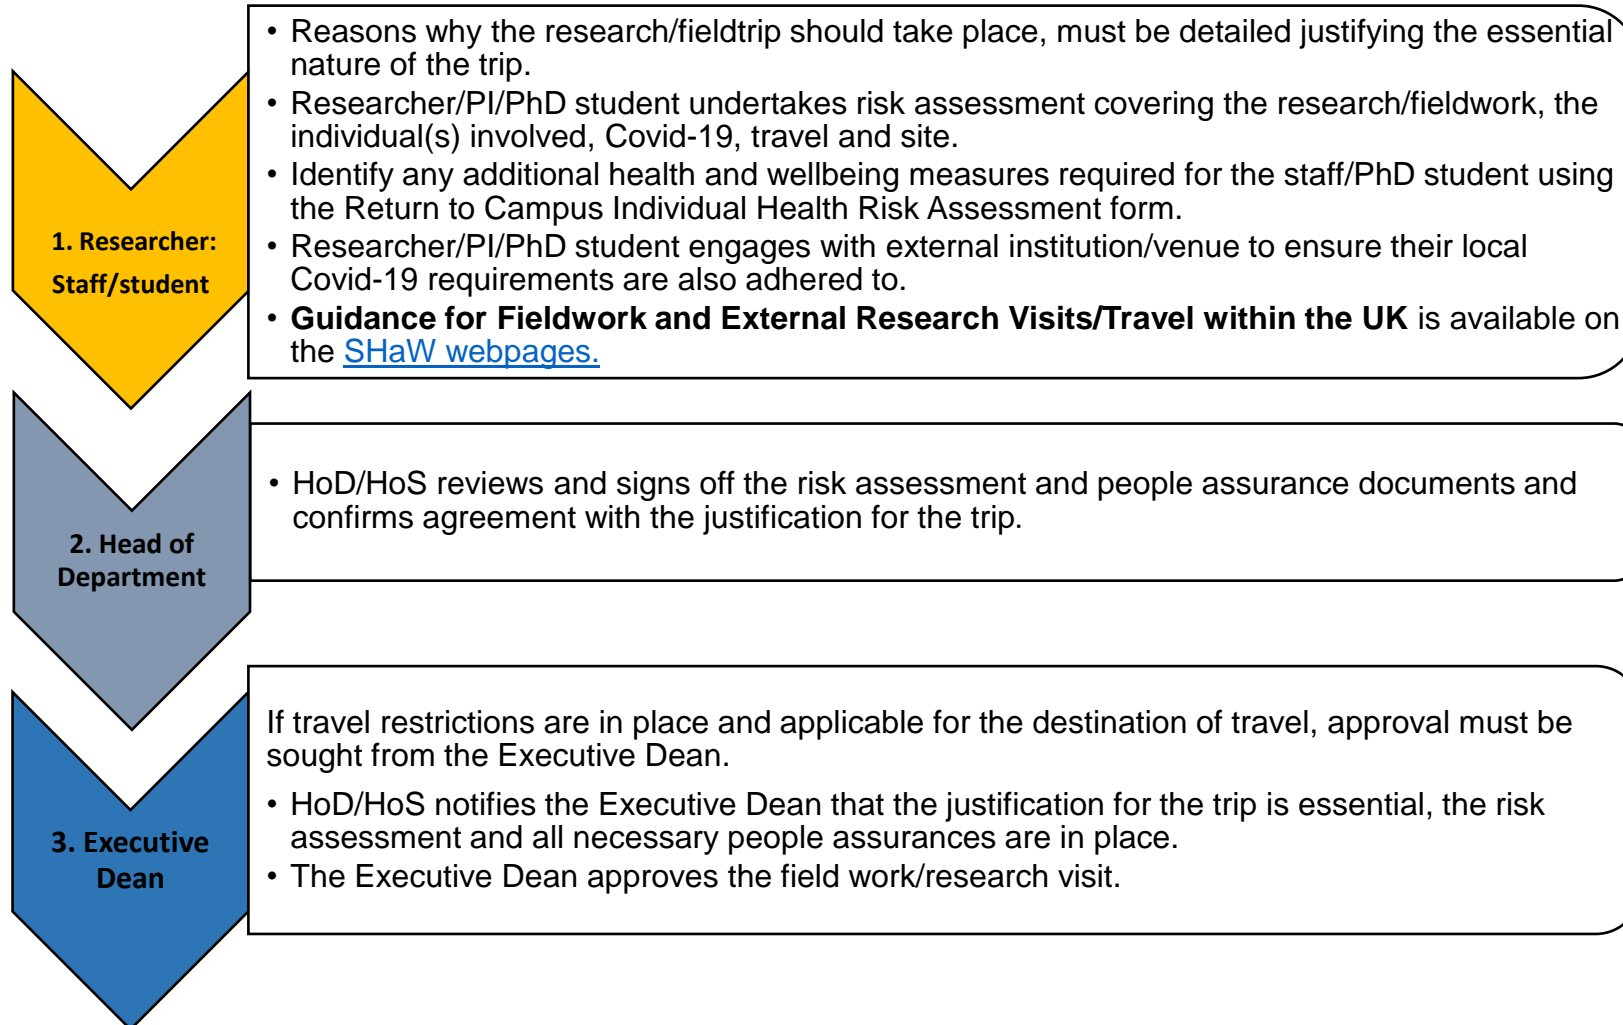 1. Researcher:
Staff/student
• Reasons why the research/fieldtrip should take place, must be detailed justifying the essential
nature of the trip.
• Researcher/PI/PhD student undertakes risk assessment covering the research/fieldwork, the
individual(s) involved, Covid-19, travel and site.
• Identify any additional health and wellbeing measures required for the staff/PhD student using
the Return to Campus Individual Health Risk Assessment form.
• Researcher/PI/PhD student engages with external institution/venue to ensure their local
Covid-19 requirements are also adhered to.
• Guidance for Fieldwork and External Research Visits/Travel within the UK is available on
the SHaW webpages.
2. Head of
Department
• HoD/HoS reviews and signs off the risk assessment and people assurance documents and
confirms agreement with the justification for the trip.
3. Executive
Dean
If travel restrictions are in place and applicable for the destination of travel, approval must be
sought from the Executive Dean.
• HoD/HoS notifies the Executive Dean that the justification for the trip is essential, the risk
assessment and all necessary people assurances are in place.
• The Executive Dean approves the field work/research visit.